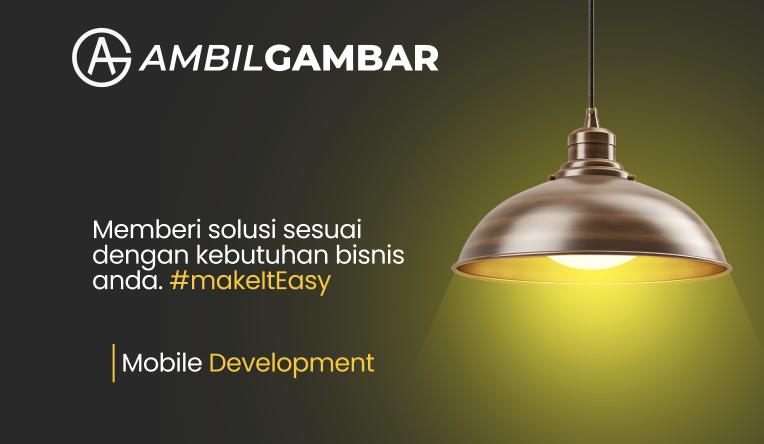 AMBILGAMBAR
Memberi solusi sesuai
dengan kebutuhan bisnis
anda. #makeItEasy
Mobile Development